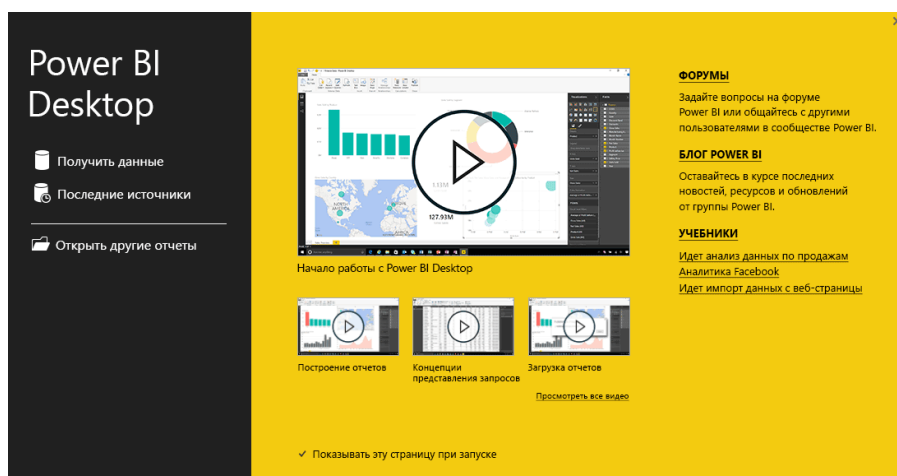 Power BI
Desktop
Получить данные
Последние источники
Открыть другие отчеты
127.93M
Начало работы с Power BI Desktop
Построение отчетов
Концепции
представления запросов
Загрузка отчетов
Просмотреть все видео
Показывать эту страницу при запуске
ФОРУМЫ
Задайте вопросы на форуме
Power BI или общайтесь с другими
пользователями в сообществе Power BI.
БЛОГ POWER BI
Оставайтесь в курсе последних
новостей, ресурсов и обновлений
от группы Power BI.
УЧЕБНИКИ
Идет анализ данных по продажам
Аналитика Facebook
Идет импорт данных с веб-страницы